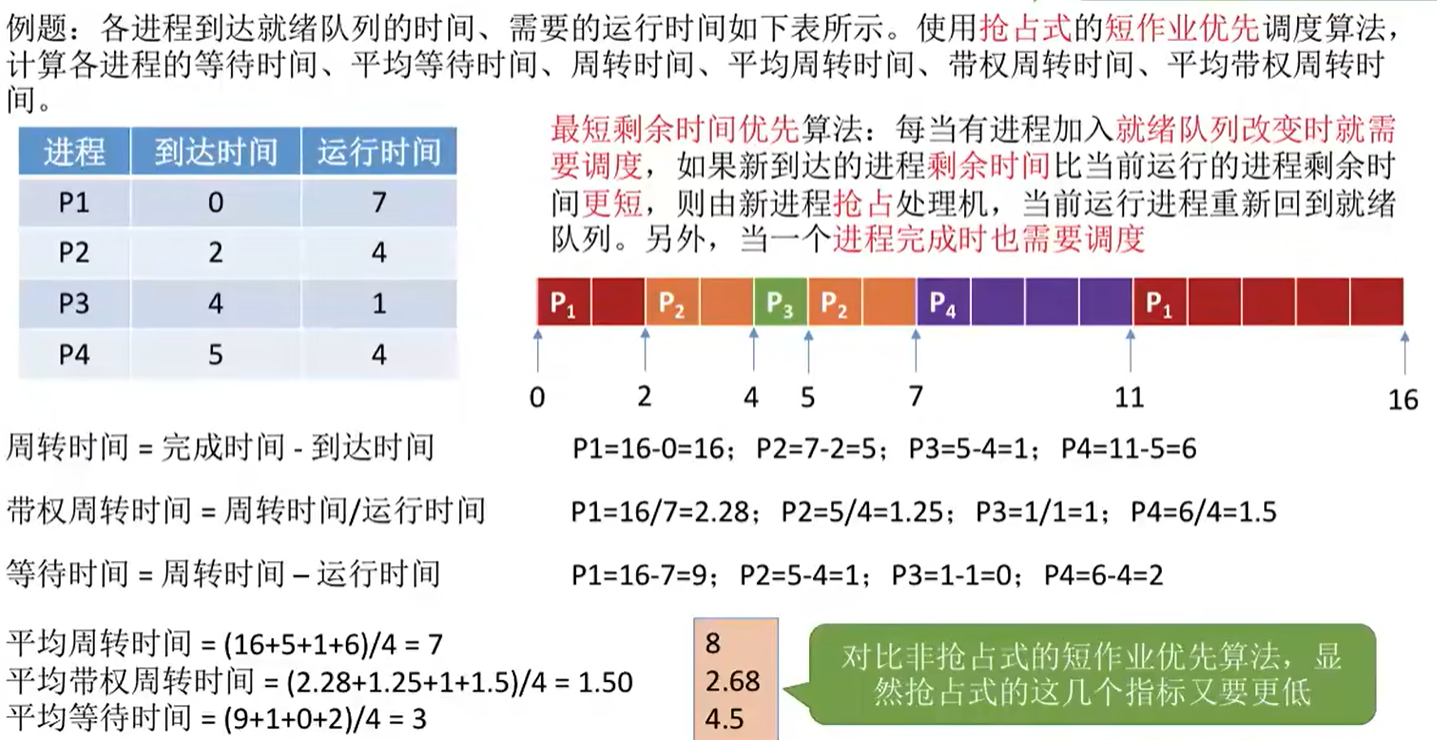 例题：各进程到达就绪队列的时间、需要的运行时间如下表所示。使用抢占式的短作业优先调度算法，
计算各进程的等待时间、平均等待时间、周转时间、平均周转时间、带权周转时间、平均带权周转时
间。
进程 到达时间 运行时间
P1 0 7
P2 2 4
P3 4 1
P4 5 4
最短剩余时间优先算法：每当有进程加入就绪队列改变时就需
要调度，如果新到达的进程剩余时间比当前运行的进程剩余时
间更短，则由新进程抢占处理机，当前运行进程重新回到就绪
队列。另外，当一个进程完成时也需要调度
P1 P2 P3 P2 P4 P1
0 2 4 5 7 11 16
周转时间 = 完成时间 - 到达时间 P1=16-0=16；P2=7-2=5；P3=5-4=1；P4=11-5=6
带权周转时间 = 周转时间/运行时间 P1=16/7=2.28；P2=5/4=1.25；P3=1/1=1；P4=6/4=1.5
等待时间 = 周转时间 – 运行时间 P1=16-7=9；P2=5-4=1；P3=1-1=0；P4=6-4=2
平均周转时间 = (16+5+1+6)/4 = 7
平均带权周转时间 = (2.28+1.25+1+1.5)/4 = 1.50
平均等待时间 = (9+1+0+2)/4 = 3
8
2.68
4.5
对比非抢占式的短作业优先算法，显
然抢占式的这几个指标又要更低